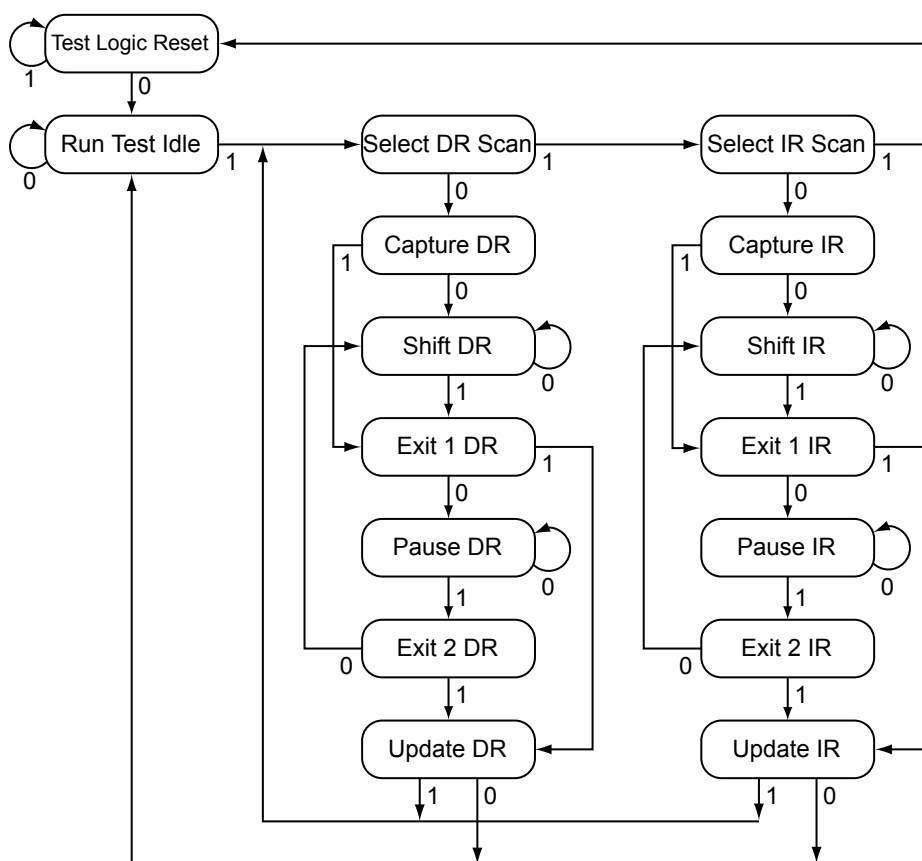 Test Logic Reset
1
0
Run Test Idle
0
1
Select DR Scan
1
Select IR Scan
1
0
0
Capture DR
Capture IR
1
0
1
0
Shift DR
Shift IR
0
0
1
1
Exit 1 DR
Exit 1 IR
1
1
0
0
Pause DR
Pause IR
0
0
1
1
Exit 2 DR
Exit 2 IR
0
0
1
1
Update DR
Update IR
1
0
1
0